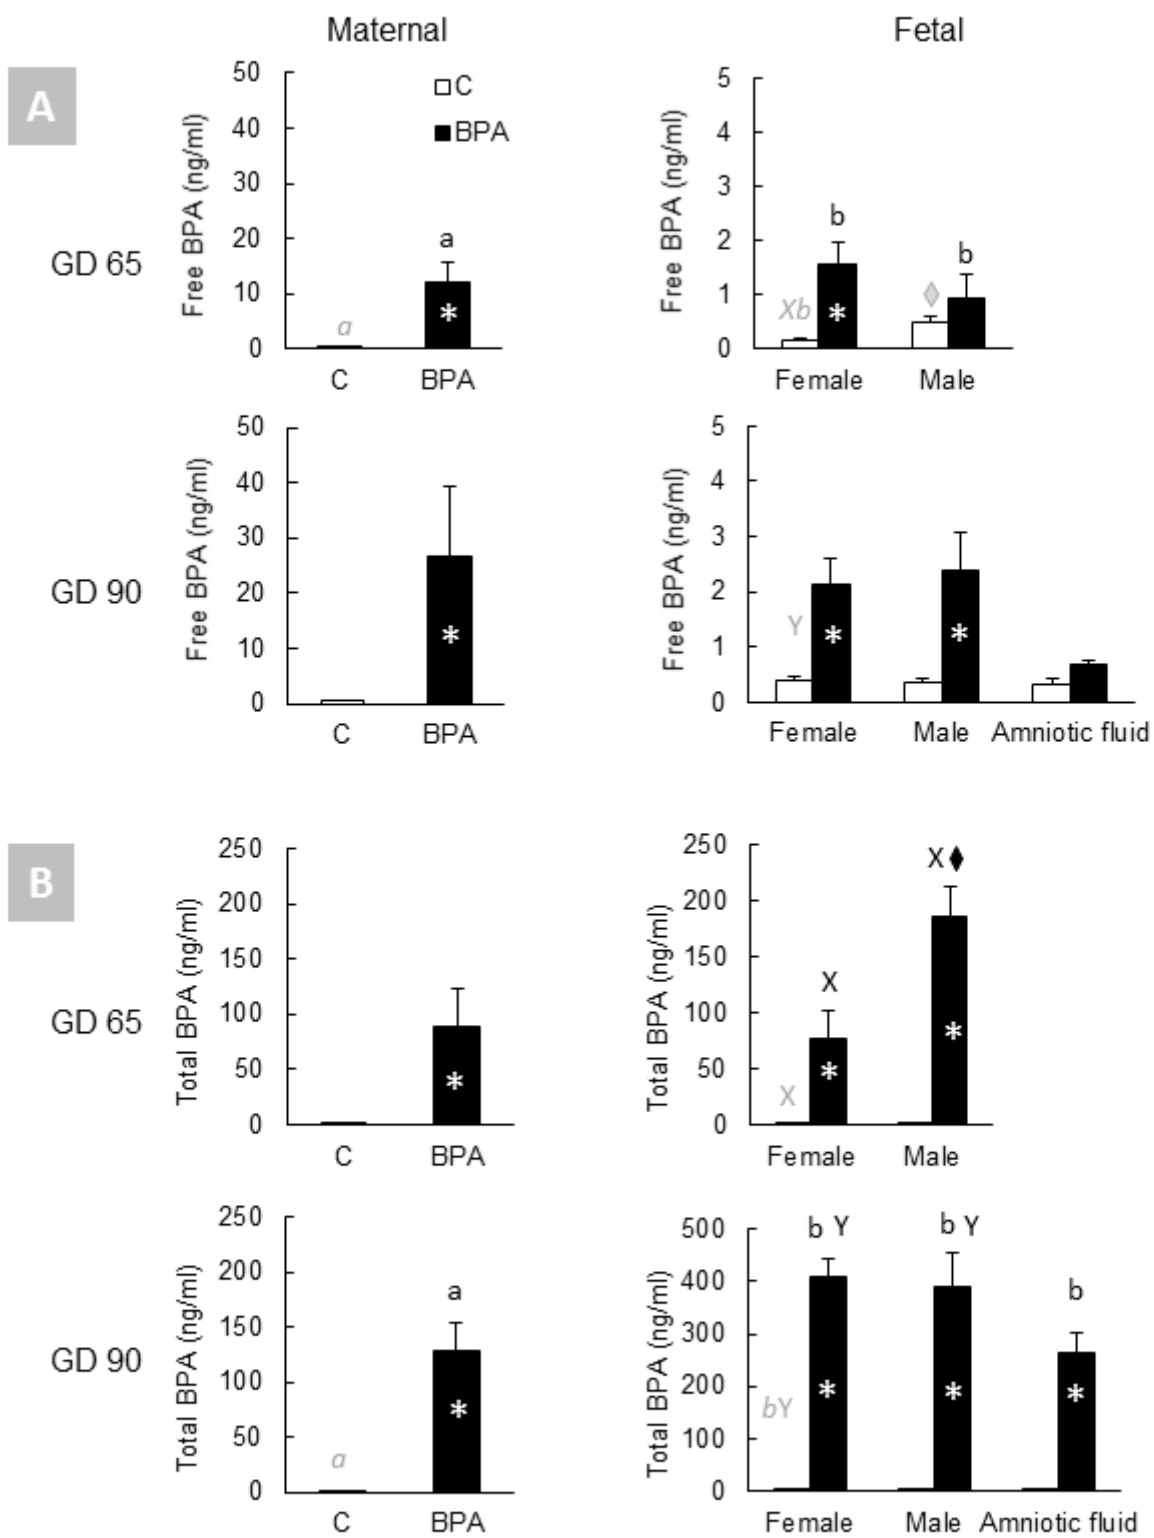 Maternal
Fetal
A
GD 65
Free BPA (ng/ml)
50
40
30
20
10
0
C
BPA
a
a
*
C
BPA
Free BPA (ng/ml)
5
4
3
2
1
0
Xb
b
*
b
Female
Male
GD 90
Free BPA (ng/ml)
50
40
30
20
10
0
*
C
BPA
Free BPA (ng/ml)
5
4
3
2
1
0
Y
*
*
Female
Male
Amniotic fluid
B
GD 65
Total BPA (ng/ml)
250
200
150
100
50
0
*
C
BPA
Total BPA (ng/ml)
250
200
150
100
50
0
X
X
*
X ♦
*
Female
Male
GD 90
Total BPA (ng/ml)
250
200
150
100
50
0
a
a
*
C
BPA
Total BPA (ng/ml)
500
400
300
200
100
0
bY
b Y
*
b Y
*
b
*
Female
Male
Amniotic fluid